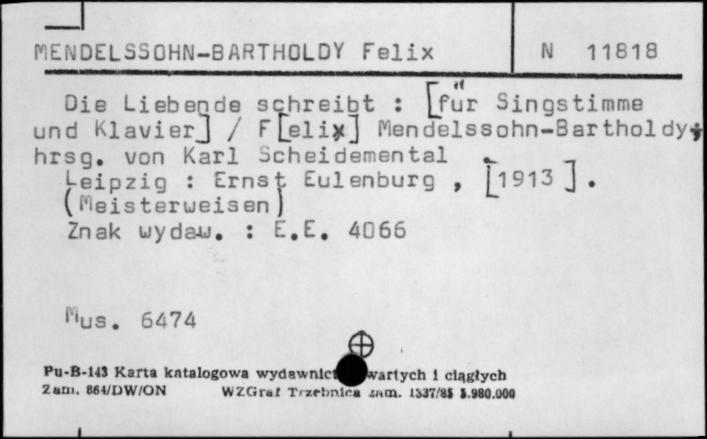 MENDELSSOHN-BARTHOLDY Felix N 11818
Die Liebende schreibt : [für Singstimme
und Klavier] / F[elix] Mendelssohn-Bartholdy;
hrsg. von Karl Scheidemental .
Leipzig : Ernst Eulenburg , [1913].
(Meisterweisen)
Znak wydaw. : E.E. 4066
Mus. 6474
Pu-B-143 Karta katalogowa wydawnict wartych i ciągłych
Zam. 864/DW/ON WZGraf Trzebnica zam. 1337/85 5.980.000